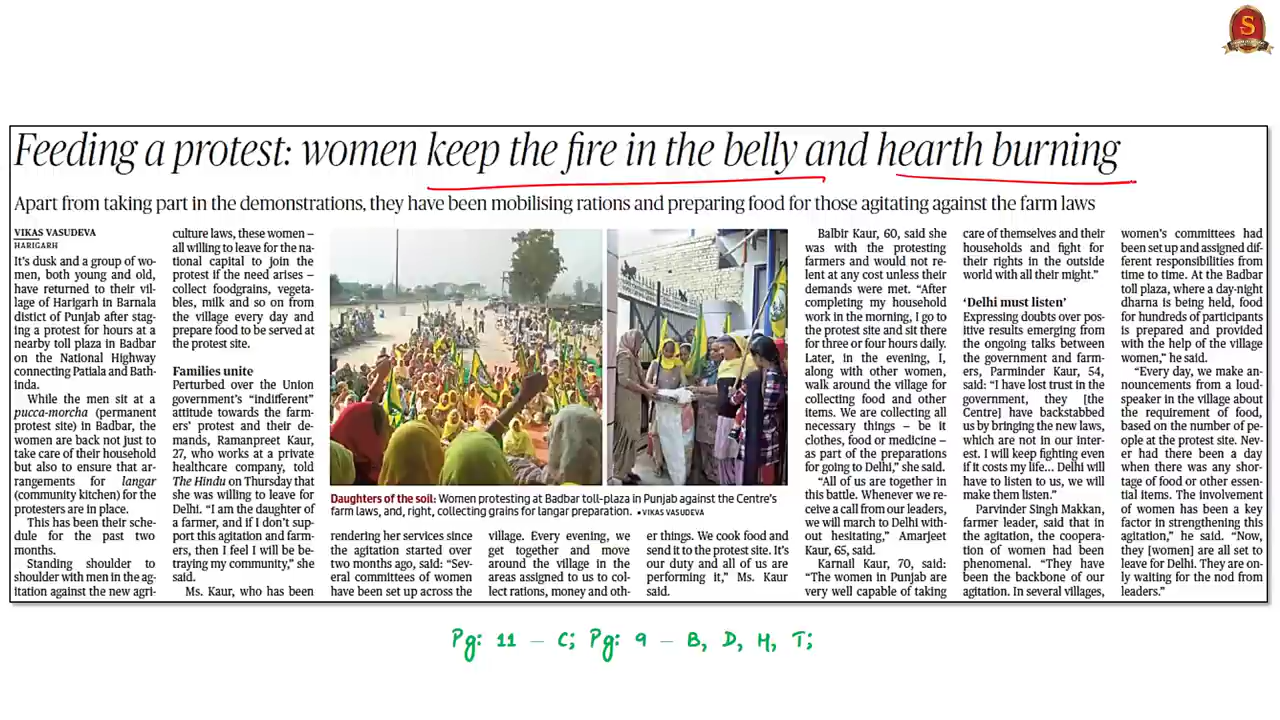 S
Feeding a protest: women keep the fire in the belly and hearth burning
Apart from taking part in the demonstrations, they have been mobilising rations and preparing food for those agitating against the farm laws
VIKAS VASUDEVA
HARIGARH
It's dusk and a group of wo-
men, both young and old,
have returned to their vil-
lage of Harigarh in Barnala
distict of Punjab after stag-
ing a protest for hours at a
nearby toll plaza in Badbar
on the National Highway
connecting Patiala and Bath-
inda.
While the men sit at a
pucca-morcha (permanent
protest site) in Badbar, the
women are back not just to
take care of their household
but also to ensure that ar-
rangements for langar
(community kitchen) for the
protesters are in place.
This has been their sche-
dule for the past two
months.
Standing shoulder to
shoulder with men in the ag-
itation against the new agri-
culture laws, these women –
all willing to leave for the na-
tional capital to join the
protest if the need arises –
collect foodgrains, vegeta-
bles, milk and so on from
the village every day and
prepare food to be served at
the protest site.
Families unite
Perturbed over the Union
government's “indifferent”
attitude towards the farm-
ers' protest and their de-
mands, Ramanpreet Kaur,
27, who works at a private
healthcare company, told
The Hindu on Thursday that
she was willing to leave for
Delhi. “I am the daughter of
a farmer, and if I don't sup-
port this agitation and farm-
ers, then I feel I will be be-
traying my community,” she
said.
Ms. Kaur, who has been
Daughters of the soil: Women protesting at Badbar toll-plaza in Punjab against the Centre's
farm laws, and, right, collecting grains for langar preparation. • VIKAS VASUDEVA
rendering her services since
the agitation started over
two months ago, said: “Sev-
eral committees of women
have been set up across the
village. Every evening, we
get together and move
around the village in the
areas assigned to us to col-
lect rations, money and oth-
er things. We cook food and
send it to the protest site. It's
our duty and all of us are
performing it,” Ms. Kaur
said.
Balbir Kaur, 60, said she
was with the protesting
farmers and would not re-
lent at any cost unless their
demands were met. “After
completing my household
work in the morning, I go to
the protest site and sit there
for three or four hours daily.
Later, in the evening, I,
along with other women,
walk around the village for
collecting food and other
items. We are collecting all
necessary things – be it
clothes, food or medicine –
as part of the preparations
for going to Delhi,” she said.
“All of us are together in
this battle. Whenever we re-
ceive a call from our leaders,
we will march to Delhi with-
out hesitating,” Amarjeet
Kaur, 65, said.
Karnail Kaur, 70, said:
“The women in Punjab are
very well capable of taking
care of themselves and their
households and fight for
their rights in the outside
world with all their might.”
‘Delhi must listen’
Expressing doubts over pos-
itive results emerging from
the ongoing talks between
the government and farm-
ers, Parminder Kaur, 54,
said: “I have lost trust in the
government, they [the
Centre] have backstabbed
us by bringing the new laws,
which are not in our inter-
est. I will keep fighting even
if it costs my life... Delhi will
have to listen to us, we will
make them listen.”
Parvinder Singh Makkan,
farmer leader, said that in
the agitation, the coopera-
tion of women had been
phenomenal. “They have
been the backbone of our
agitation. In several villages,
women's committees had
been set up and assigned dif-
ferent responsibilities from
time to time. At the Badbar
toll plaza, where a day-night
dharna is being held, food
for hundreds of participants
is prepared and provided
with the help of the village
women,” he said.
“Every day, we make an-
nouncements from a loud-
speaker in the village about
the requirement of food,
based on the number of pe-
ople at the protest site. Nev-
er had there been a day
when there was any shor-
tage of food or other essen-
tial items. The involvement
of women has been a key
factor in strengthening this
agitation,” he said. “Now,
they [women] are all set to
leave for Delhi. They are on-
ly waiting for the nod from
leaders.”
Pg: 11 – C; Pg: 9 – B, D, H, T;